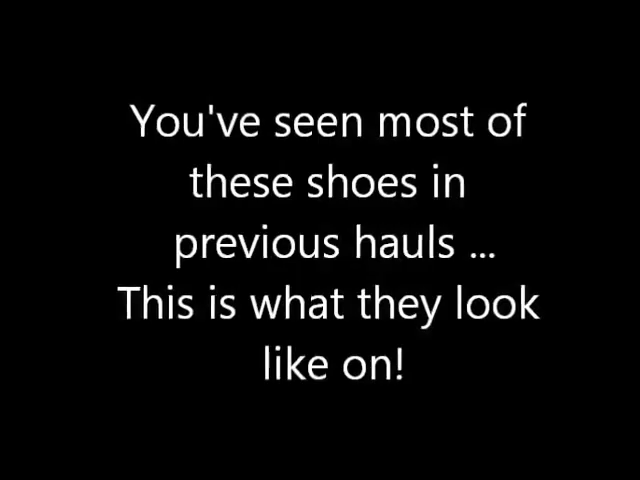 You've seen most of
these shoes in
previous hauls ...
This is what they look
like on!